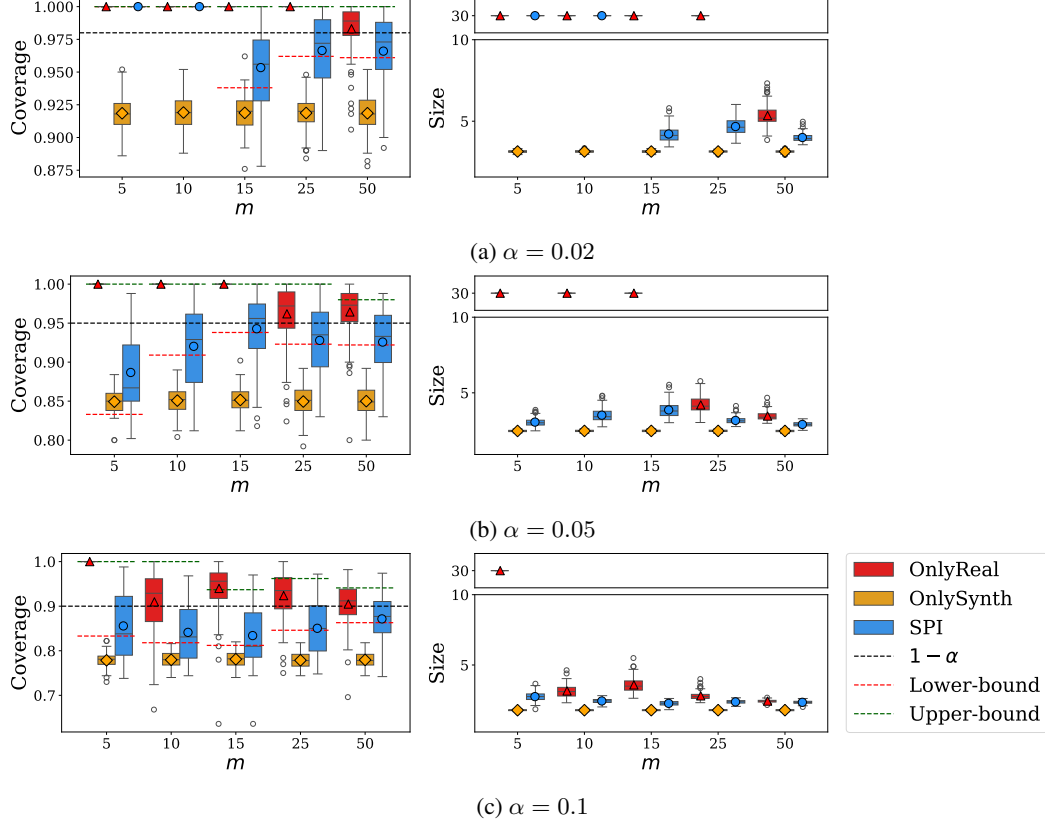 1.000
0.975
0.950
0.925
0.900
0.875
Coverage
5 10 15 25 50
m
30
10
5
Size
5 10 15 25 50
m
(a) α = 0.02
1.00
0.95
0.90
0.85
0.80
Coverage
5 10 15 25 50
m
30
10
5
Size
5 10 15 25 50
m
(b) α = 0.05
1.0
0.9
0.8
0.7
Coverage
5 10 15 25 50
m
30
10
5
Size
5 10 15 25 50
m
OnlyReal
OnlySynth
SPI
1 − α
Lower-bound
Upper-bound
(c) α = 0.1